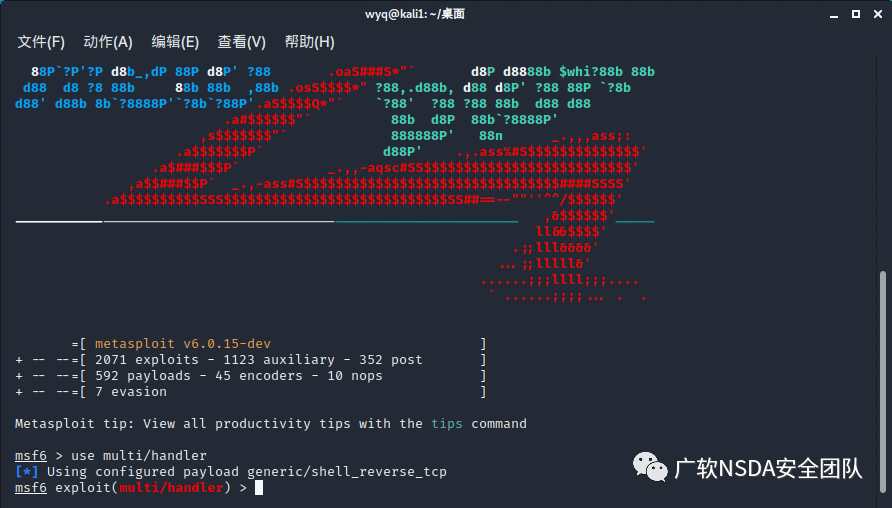 wyq@kali1: ~/桌面
文件(F) 动作(A) 编辑(E) 查看(V) 帮助(H)
88P`?P'?P d8b_,dP 88P d8P' ?88       .oaS###S*"`       d8P d8888b $whi?88b 88b
d88  d8 ?8 88b     88b 88b  ,88b .osS$$$$*" ?88,.d88b, d88 d8P' ?88 88P `?8b
d88' d88b 8b`?8888P'`?8b`?88P'.aS$$$$Q*"`    `?88'  ?88 ?88 88b  d88 d88
.a#$$$$$$"`          88b  d8P  88b`?8888P'
,s$$$$$$$"`             888888P'   88n      _.,,,ass;:
.a$$$$$$$P`               d88P'    .,.ass%#S$$$$$$$$$$$$$$'
.a$###$$$P`           _.,,-aqsc#SS$$$$$$$$$$$$$$$$$$$$$$$$$$'
,a$$###$$P`  _.,-ass#S$$$$$$$$$$$$$$$$$$$$$$$$$$$$$$$$####SSSS'
.a$$$$$$$$$$SSS$$$$$$$$$$$$$$$$$$$$$$$$$$$$SS##==--""''^^/$$$$$$'
,&$$$$$$'
ll&&$$$$'
.;;lll&&&&'
...;;lllll&'
......;;;llll;;;....
` ......;;;;... .  .
=[ metasploit v6.0.15-dev ]
+ -- --=[ 2071 exploits - 1123 auxiliary - 352 post ]
+ -- --=[ 592 payloads - 45 encoders - 10 nops ]
+ -- --=[ 7 evasion ]
Metasploit tip: View all productivity tips with the tips command
msf6 > use multi/handler
[*] Using configured payload generic/shell_reverse_tcp
msf6 exploit(multi/handler) >
广软NSDA安全团队